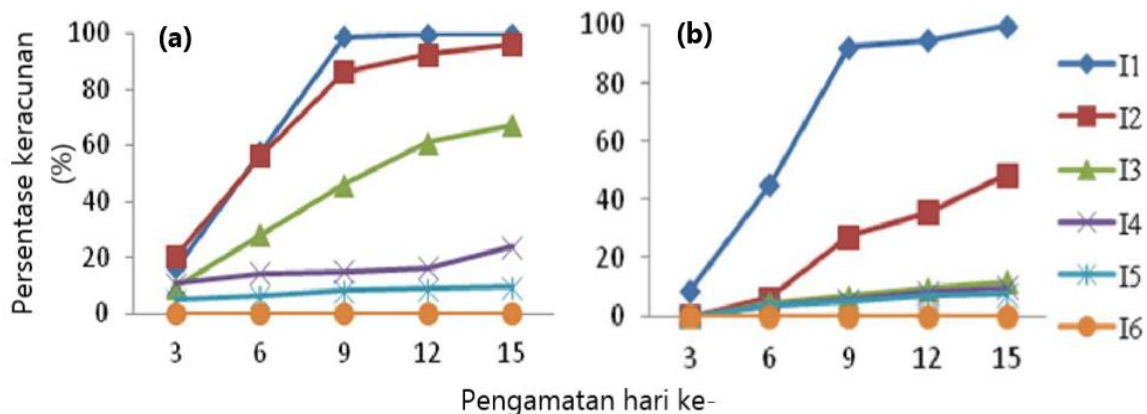 Persentase keracunan
(%)
(a)
100
80
60
40
20
0
3 6 9 12 15
(b)
100
80
60
40
20
0
3 6 9 12 15
I1
I2
I3
I4
I5
I6
Pengamatan hari ke-